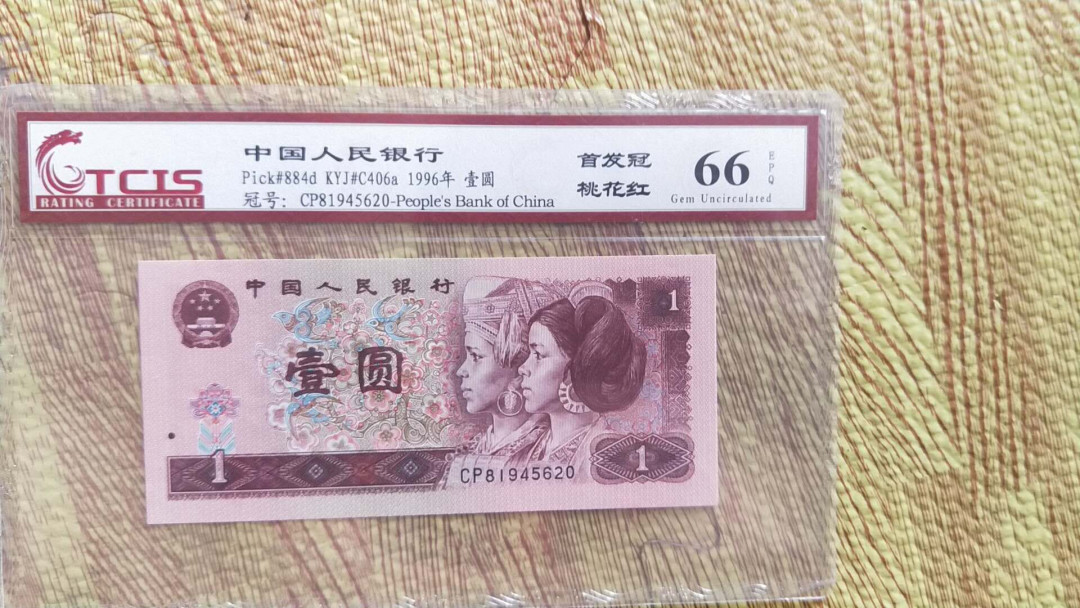 GTCIS
RATING CERTIFICATE
中国人民银行
Pick#884d KYJ#C406a 1996年 壹圆
冠号: CP81945620-People's Bank of China
首发冠
桃花红
66
EPQ
Gem Uncirculated
中国人民银行
1
壹圆
1
CP81945620
1